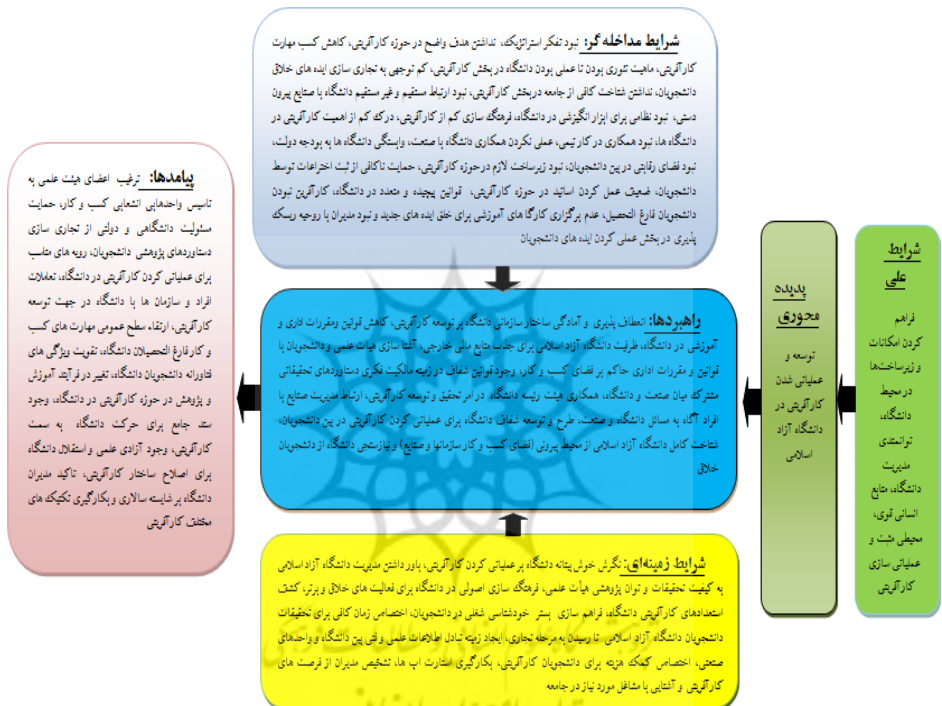 شرایط مداخله‌گر: نبود تفکر استراتژیک، نداشتن هدف واضح در حوزه کارآفرینی، کاهش کسب مهارت
کارآفرینی، ماهیت تئوری بودن تا عملی بودن دانشگاه در بخش کارآفرینی، کم توجهی به تجاری سازی ایده های خلاق
دانشجویان، نداشتن شناخت کافی از جامعه در بخش کارآفرینی، نبود ارتباط مستقیم و غیر مستقیم دانشگاه با صنایع بیرون
دستی، نبود نظامی برای ابزار انگیزشی در دانشگاه، فرهنگ سازی کم از کارآفرینی، درک کم از اهمیت کارآفرینی در
دانشگاه ها، نبود همکاری در کار تیمی، عملی نکردن همکاری دانشگاه با صنعت، وابستگی دانشگاه ها به بودجه دولت،
نبود فضای رقابتی در بین دانشجویان، نبود زیرساخت لازم در حوزه کارآفرینی، حمایت ناکافی از ثبت اختراعات توسط
دانشجویان، ضعیف عمل کردن اساتید در حوزه کارآفرینی، قوانین پیچیده و متعدد در دانشگاه، کارآفرین نبودن
دانشجویان فارغ التحصیل، عدم برگزاری کارگا های آموزشی برای خلق ایده های جدید و نبود مدیران با روحیه ریسک
پذیری در بخش عملی کردن ایده های دانشجویان
شرایط
علی
فراهم
کردن امکانات
و زیرساختها
در محیط
دانشگاه،
توانمندی
مدیریت
دانشگاه، منابع
انسانی قوی،
محیطی مثبت و
عملیاتی سازی
کارآفرینی
پدیده
محوری
توسعه و
عملیاتی شدن
کارآفرینی در
دانشگاه آزاد
اسلامی
راهبردها: انعطاف پذیری و آمادگی ساختار سازمانی دانشگاه بر توسعه کارآفرینی، کاهش قوانین ومقررات اداری و
آموزشی در دانشگاه، ظرفیت دانشگاه آزاد اسلامی برای جذب منابع مالی خارجی، آشنا سازی هیات علمی و دانشجویان با
قوانین و مقررات اداری حاکم بر فضای کسب و کار، وجود قوانین شفاف در زمینه مالکیت فکری دستاوردهای تحقیقاتی
مشترک میان صنعت و دانشگاه، همکاری هیئت رئیسه دانشگاه در امر تحقیق و توسعه کارآفرینی، ارتباط مدیریت صنایع با
افراد آگاه به مسائل دانشگاه و صنعت، طرح و توسعه شفاف دانشگاه برای عملیاتی کردن کارآفرینی در بین دانشجویان،
شناخت کامل دانشگاه آزاد اسلامی از محیط بیرونی (فضای کسب و کار سازمانها و صنایع) و نیازسنجی دانشگاه از دانشجویان
خلاق
شرایط زمینه‌ای: نگرش خوش بینانه دانشگاه بر عملیاتی کردن کارآفرینی، باور داشتن مدیریت دانشگاه آزاد اسلامی
به کیفیت تحقیقات و توان پژوهشی هیأت علمی، فرهنگ سازی اصولی در دانشگاه برای فعالیت های خلاق و برتر، کشف
استعدادهای کارآفرینی دانشگاه، فراهم سازی بستر خودشناسی شغلی در دانشجویان، اختصاص زمان کافی برای تحقیقات
دانشجویان دانشگاه آزاد اسلامی تا رسیدن به مرحله تجاری، ایجاد زمینه تبادل اطلاعات علمی و فنی بین دانشگاه و واحدهای
صنعتی، اختصاص کمک هزینه برای دانشجویان کارآفرینی، بکارگیری ستارت اپ ها، تشخیص مدیران از فرصت های
کارآفرینی و آشنایی با مشاغل مورد نیاز در جامعه
پیامدها: ترغیب اعضای هیئت علمی به
تاسیس واحدهایی انشعابی کسب و کار، حمایت
مسئولیت دانشگاهی و دولتی از تجاری سازی
دستاوردهای پژوهشی دانشجویان، رویه های مناسب
برای عملیاتی کردن کارآفرینی در دانشگاه، تعاملات
افراد و سازمان ها با دانشگاه در جهت توسعه
کارآفرینی، ارتقاء سطح عمومی مهارت های کسب
و کار فارغ التحصیلان دانشگاه، تقویت ویژگی های
فناورانه دانشجویان دانشگاه، تغییر در فرآیند آموزش
و پژوهش در حوزه کارآفرینی در دانشگاه، وجود
سند جامع برای حرکت دانشگاه به سمت
کارآفرینی، وجود آزادی علمی و استقلال دانشگاه
برای اصلاح ساختار کارآفرینی، تاکید مدیران
دانشگاه بر شایسته سالاری و بکارگیری تکنیک های
مختلف کارآفرینی